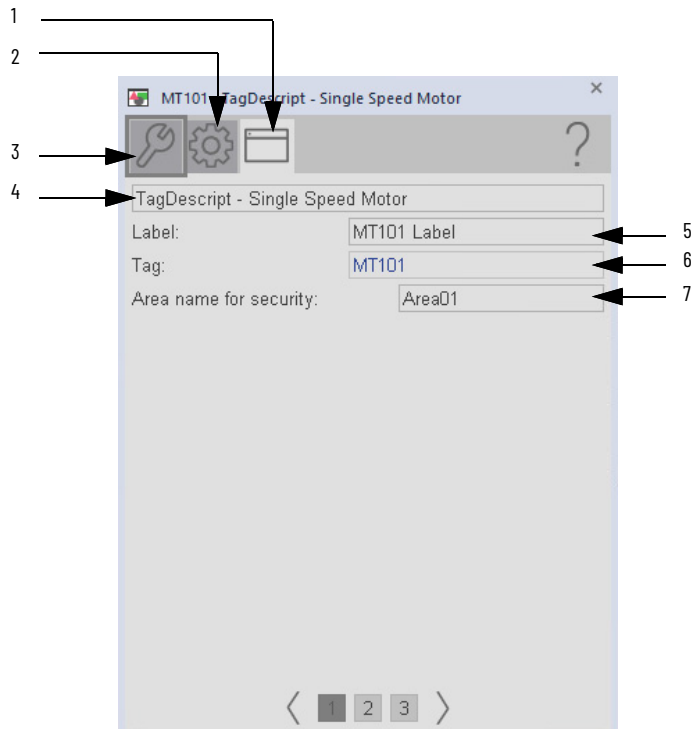 1
2
MT101 - TagDescript - Single Speed Motor
3
4
TagDescript - Single Speed Motor
Label: MT101 Label 5
Tag: MT101 6
Area name for security: Area01 7
1 2 3